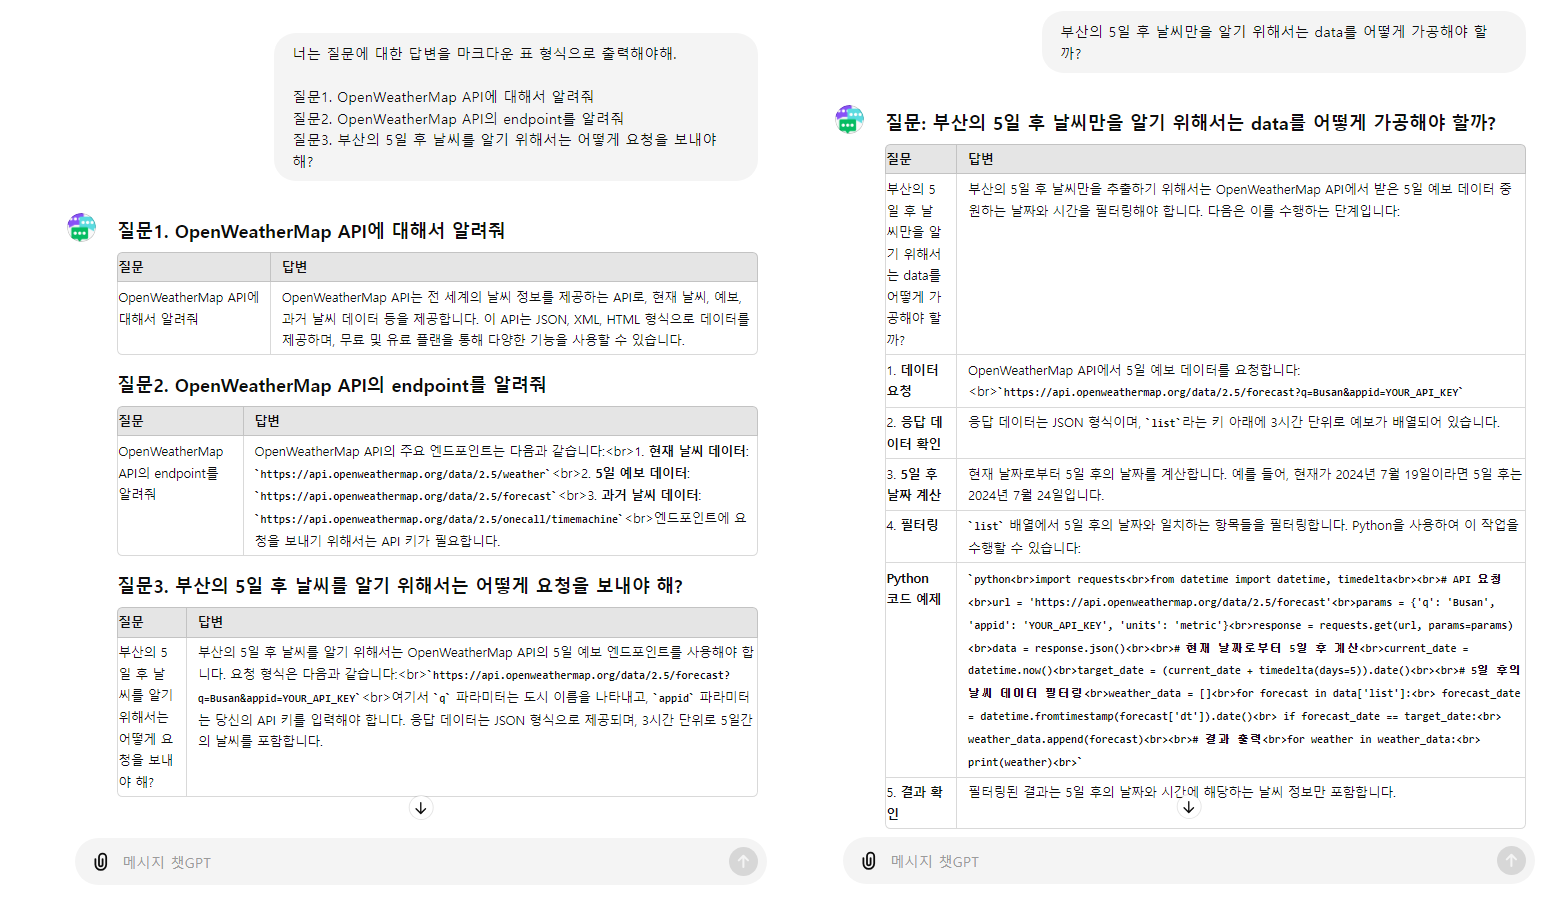 너는 질문에 대한 답변을 마크다운 표 형식으로 출력해야해.
질문1. OpenWeatherMap API에 대해서 알려줘
질문2. OpenWeatherMap API의 endpoint를 알려줘
질문3. 부산의 5일 후 날씨를 알기 위해서는 어떻게 요청을 보내야
해?
질문1. OpenWeatherMap API에 대해서 알려줘
질문
답변
OpenWeatherMap API에
대해서 알려줘
OpenWeatherMap API는 전 세계의 날씨 정보를 제공하는 API로, 현재 날씨, 예보,
과거 날씨 데이터 등을 제공합니다. 이 API는 JSON, XML, HTML 형식으로 데이터를
제공하며, 무료 및 유료 플랜을 통해 다양한 기능을 사용할 수 있습니다.
질문2. OpenWeatherMap API의 endpoint를 알려줘
질문
답변
OpenWeatherMap
API의 endpoint를
알려줘
OpenWeatherMap API의 주요 엔드포인트는 다음과 같습니다:<br>1. 현재 날씨 데이터:
`https://api.openweathermap.org/data/2.5/weather`<br>2. 5일 예보 데이터:
`https://api.openweathermap.org/data/2.5/forecast`<br>3. 과거 날씨 데이터:
`https://api.openweathermap.org/data/2.5/onecall/timemachine`<br>엔드포인트에 요
청을 보내기 위해서는 API 키가 필요합니다.
질문3. 부산의 5일 후 날씨를 알기 위해서는 어떻게 요청을 보내야 해?
질문
답변
부산의 5
일 후 날
씨를 알기
위해서는
어떻게 요
청을 보내
야 해?
부산의 5일 후 날씨를 알기 위해서는 OpenWeatherMap API의 5일 예보 엔드포인트를 사용해야 합
니다. 요청 형식은 다음과 같습니다:<br>`https://api.openweathermap.org/data/2.5/forecast?
q=Busan&appid=YOUR_API_KEY`<br>여기서 `q` 파라미터는 도시 이름을 나타내고, `appid` 파라미터
는 당신의 API 키를 입력해야 합니다. 응답 데이터는 JSON 형식으로 제공되며, 3시간 단위로 5일간
의 날씨를 포함합니다.
메시지 챗GPT
부산의 5일 후 날씨만을 알기 위해서는 data를 어떻게 가공해야 할
까?
질문: 부산의 5일 후 날씨만을 알기 위해서는 data를 어떻게 가공해야 할까?
질문
답변
부산의 5
일 후 날
씨만을 알
기 위해서
는 data를
어떻게 가
공해야 할
까?
부산의 5일 후 날씨만을 추출하기 위해서는 OpenWeatherMap API에서 받은 5일 예보 데이터 중
원하는 날짜와 시간을 필터링해야 합니다. 다음은 이를 수행하는 단계입니다:
1. 데이터
요청
OpenWeatherMap API에서 5일 예보 데이터를 요청합니다:
<br>`https://api.openweathermap.org/data/2.5/forecast?q=Busan&appid=YOUR_API_KEY`
2. 응답 데
이터 확인
응답 데이터는 JSON 형식이며, `list`라는 키 아래에 3시간 단위로 예보가 배열되어 있습니다.
3. 5일 후
날짜 계산
현재 날짜로부터 5일 후의 날짜를 계산합니다. 예를 들어, 현재가 2024년 7월 19일이라면 5일 후는
2024년 7월 24일입니다.
4. 필터링
`list` 배열에서 5일 후의 날짜와 일치하는 항목들을 필터링합니다. Python을 사용하여 이 작업을
수행할 수 있습니다:
Python
코드 예제
`python<br>import requests<br>from datetime import datetime, timedelta<br><br># API 요청
<br>url = 'https://api.openweathermap.org/data/2.5/forecast'<br>params = {'q': 'Busan',
'appid': 'YOUR_API_KEY', 'units': 'metric'}<br>response = requests.get(url, params=params)
<br>data = response.json()<br><br># 현재 날짜로부터 5일 후 계산<br>current_date =
datetime.now()<br>target_date = (current_date + timedelta(days=5)).date()<br><br># 5일 후의
날씨 데이터 필터링<br>weather_data = []<br>for forecast in data['list']:<br> forecast_date
= datetime.fromtimestamp(forecast['dt']).date()<br> if forecast_date == target_date:<br>
weather_data.append(forecast)<br><br># 결과 출력<br>for weather in weather_data:<br>
print(weather)<br>`
5. 결과 확
인
필터링된 결과는 5일 후의 날짜와 시간에 해당하는 날씨 정보만 포함합니다.
메시지 챗GPT